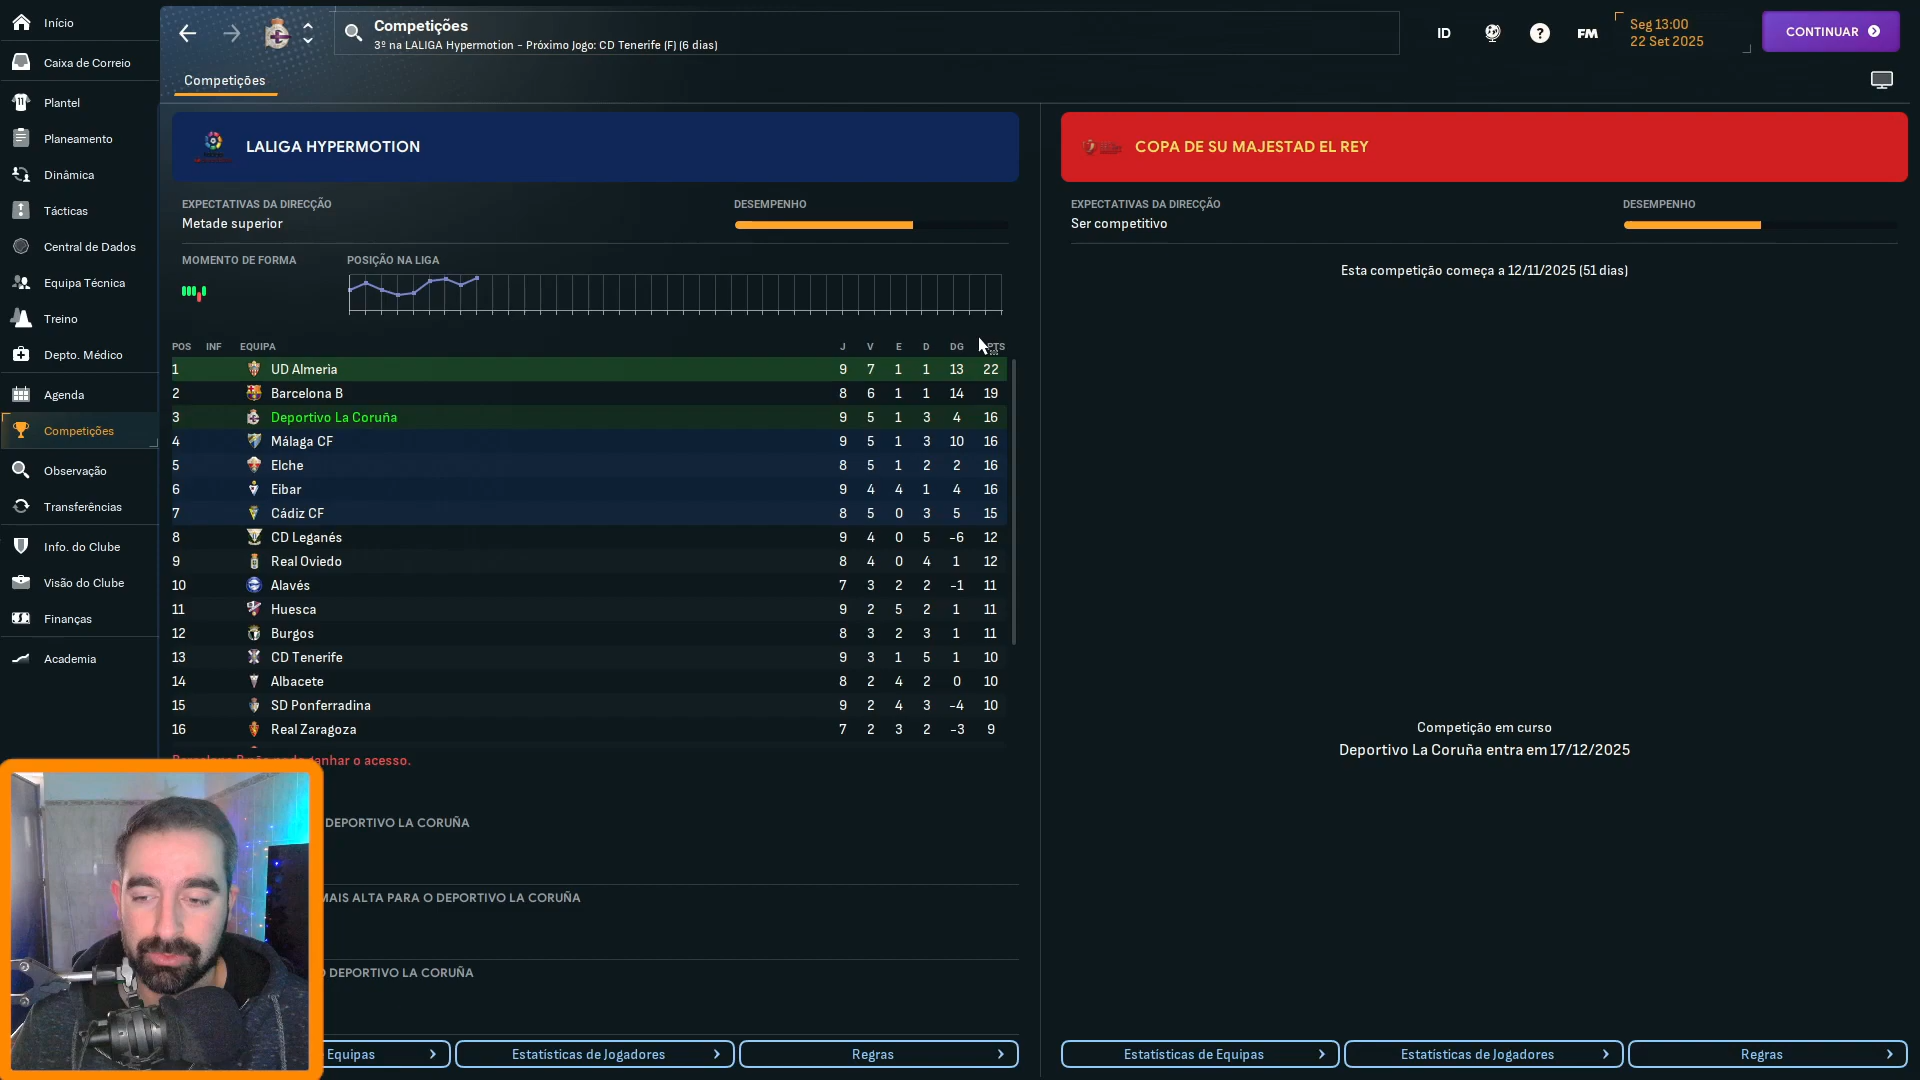 Início
Caixa de Correio
Plantel
Planeamento
Dinâmica
Tácticas
Central de Dados
Equipa Técnica
Treino
Depto. Médico
Agenda
Competições
Observação
Transferências
Info. do Clube
Visão do Clube
Finanças
Academia
Competições
3º na LALIGA Hypermotion - Próximo Jogo: CD Tenerife (F) (6 dias)
ID
FM
Seg 13:00
22 Set 2025
CONTINUAR
Competições
LALIGA HYPERMOTION
EXPECTATIVAS DA DIRECÇÃO
Metade superior
DESEMPENHO
MOMENTO DE FORMA
POSIÇÃO NA LIGA
POS INF EQUIPA J V E D DG PTS
1 UD Almería 9 7 1 1 13 22
2 Barcelona B 8 6 1 1 14 19
3 Deportivo La Coruña 9 5 1 3 4 16
4 Málaga CF 9 5 1 3 10 16
5 Elche 8 5 1 2 2 16
6 Eibar 9 4 4 1 4 16
7 Cádiz CF 8 5 0 3 5 15
8 CD Leganés 9 4 0 5 -6 12
9 Real Oviedo 8 4 0 4 1 12
10 Alavés 7 3 2 2 -1 11
11 Huesca 9 2 5 2 1 11
12 Burgos 8 3 2 3 1 11
13 CD Tenerife 9 3 1 5 1 10
14 Albacete 8 2 4 2 0 10
15 SD Ponferradina 9 2 4 3 -4 10
16 Real Zaragoza 7 2 3 2 -3 9
ganhar o acesso.
DEPORTIVO LA CORUÑA
MAIS ALTA PARA O DEPORTIVO LA CORUÑA
O DEPORTIVO LA CORUÑA
Equipas
Estatísticas de Jogadores
Regras
COPA DE SU MAJESTAD EL REY
EXPECTATIVAS DA DIRECÇÃO
Ser competitivo
DESEMPENHO
Esta competição começa a 12/11/2025 (51 dias)
Competição em curso
Deportivo La Coruña entra em 17/12/2025
Estatísticas de Equipas
Estatísticas de Jogadores
Regras